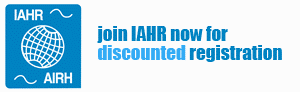 IAHR
AIRH
join IAHR now for
discounted registration